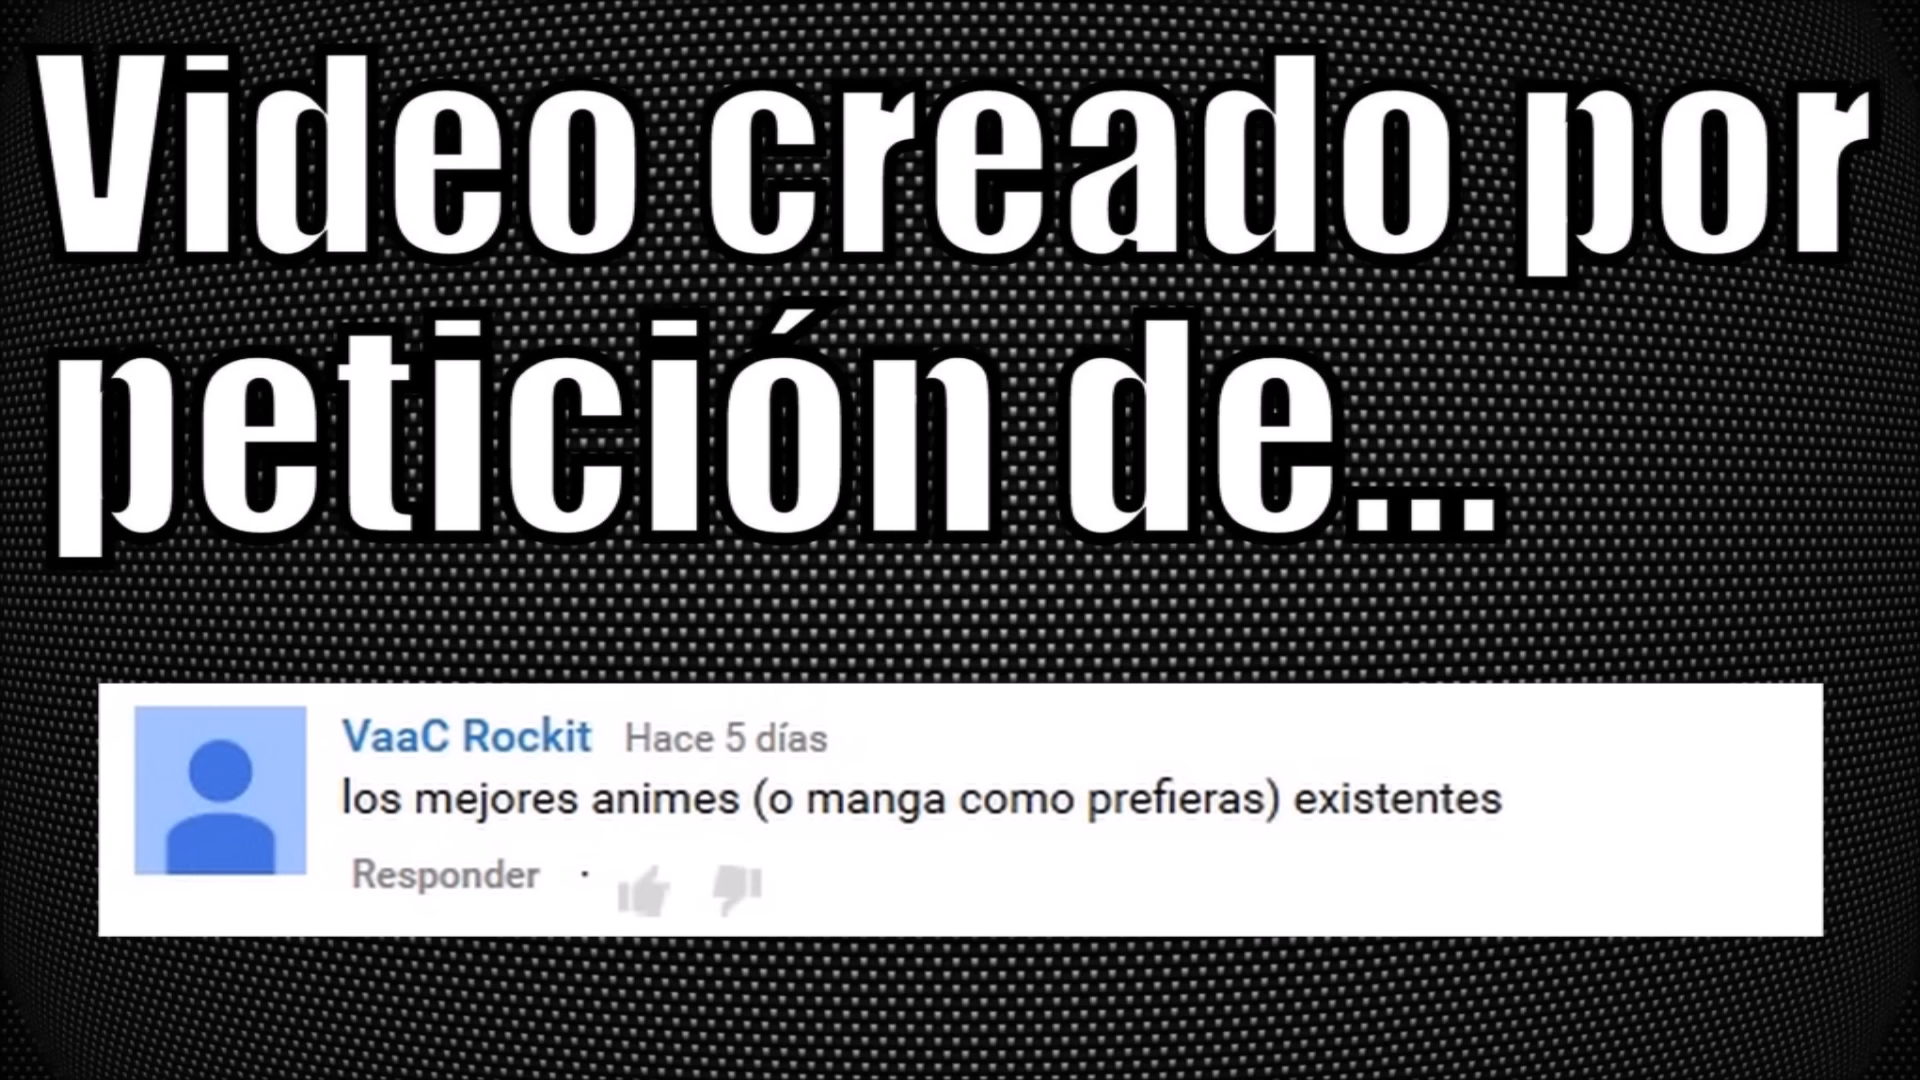 Video creado por
petición de...
VaaC Rockit Hace 5 días
los mejores animes (o manga como prefieras) existentes
Responder ·